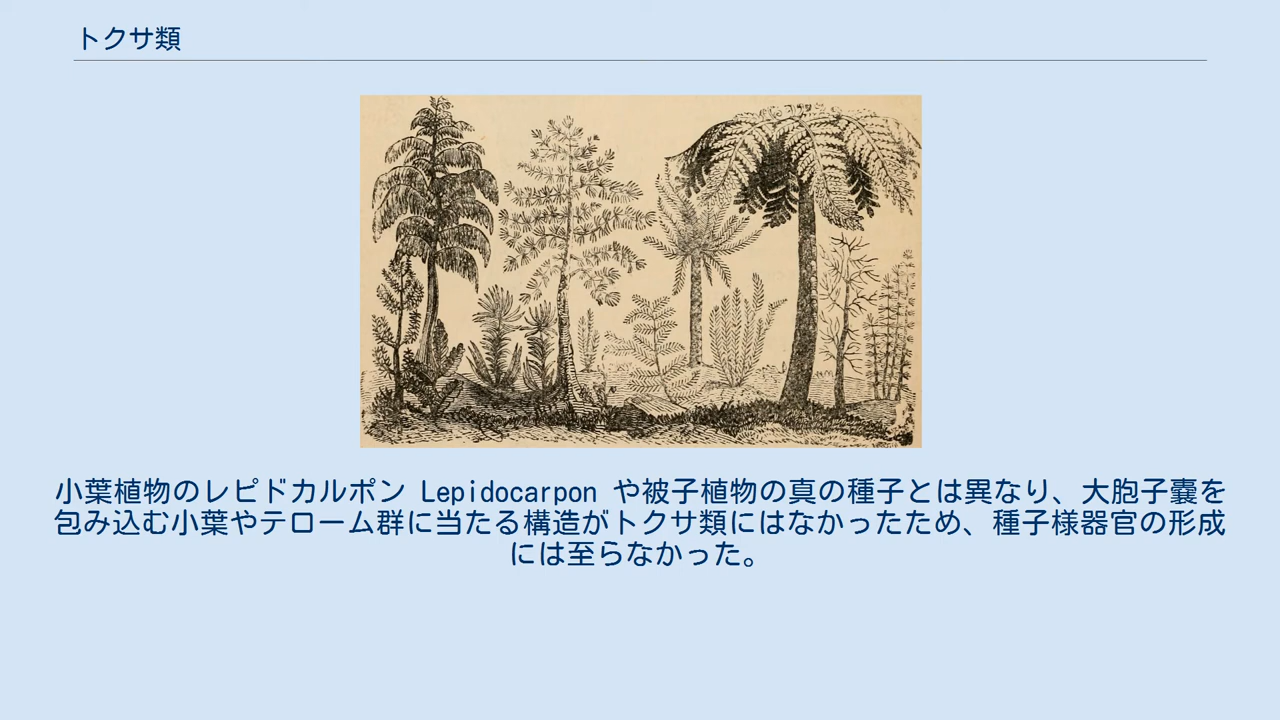 トクサ類
小葉植物のレピドカルポン Lepidocarpon や被子植物の真の種子とは異なり、大胞子嚢を
包み込む小葉やテローム群に当たる構造がトクサ類にはなかったため、種子様器官の形成
には至らなかった。